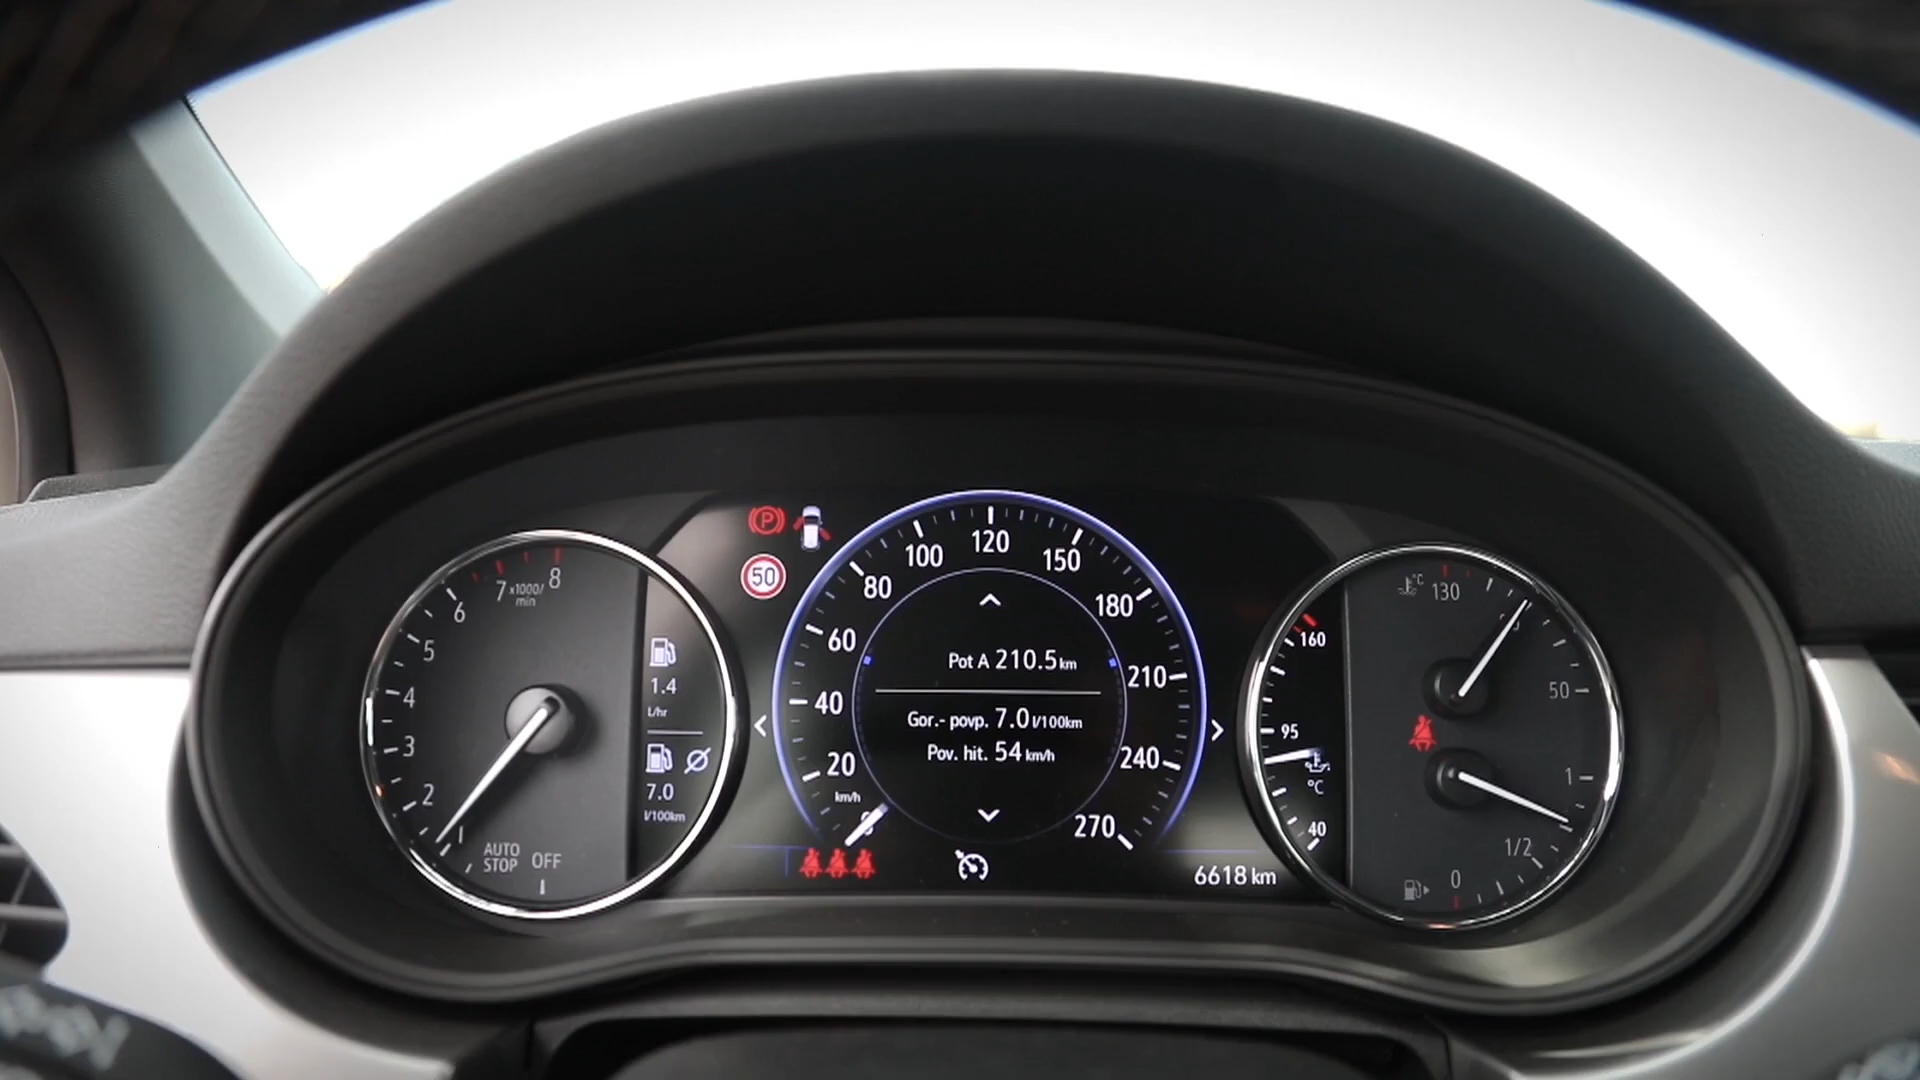 8
7 x1000/
min
6
5
4
3
2
AUTO
STOP OFF
1.4
L/hr
7.0
l/100km
P
50
20
40
60
80
100
120
150
180
210
240
270
km/h
Pot A 210.5 km
Gor.- povp. 7.0 l/100km
Pov. hit. 54 km/h
6618 km
160
95
°C
40
°C
130
50
1
1/2
0